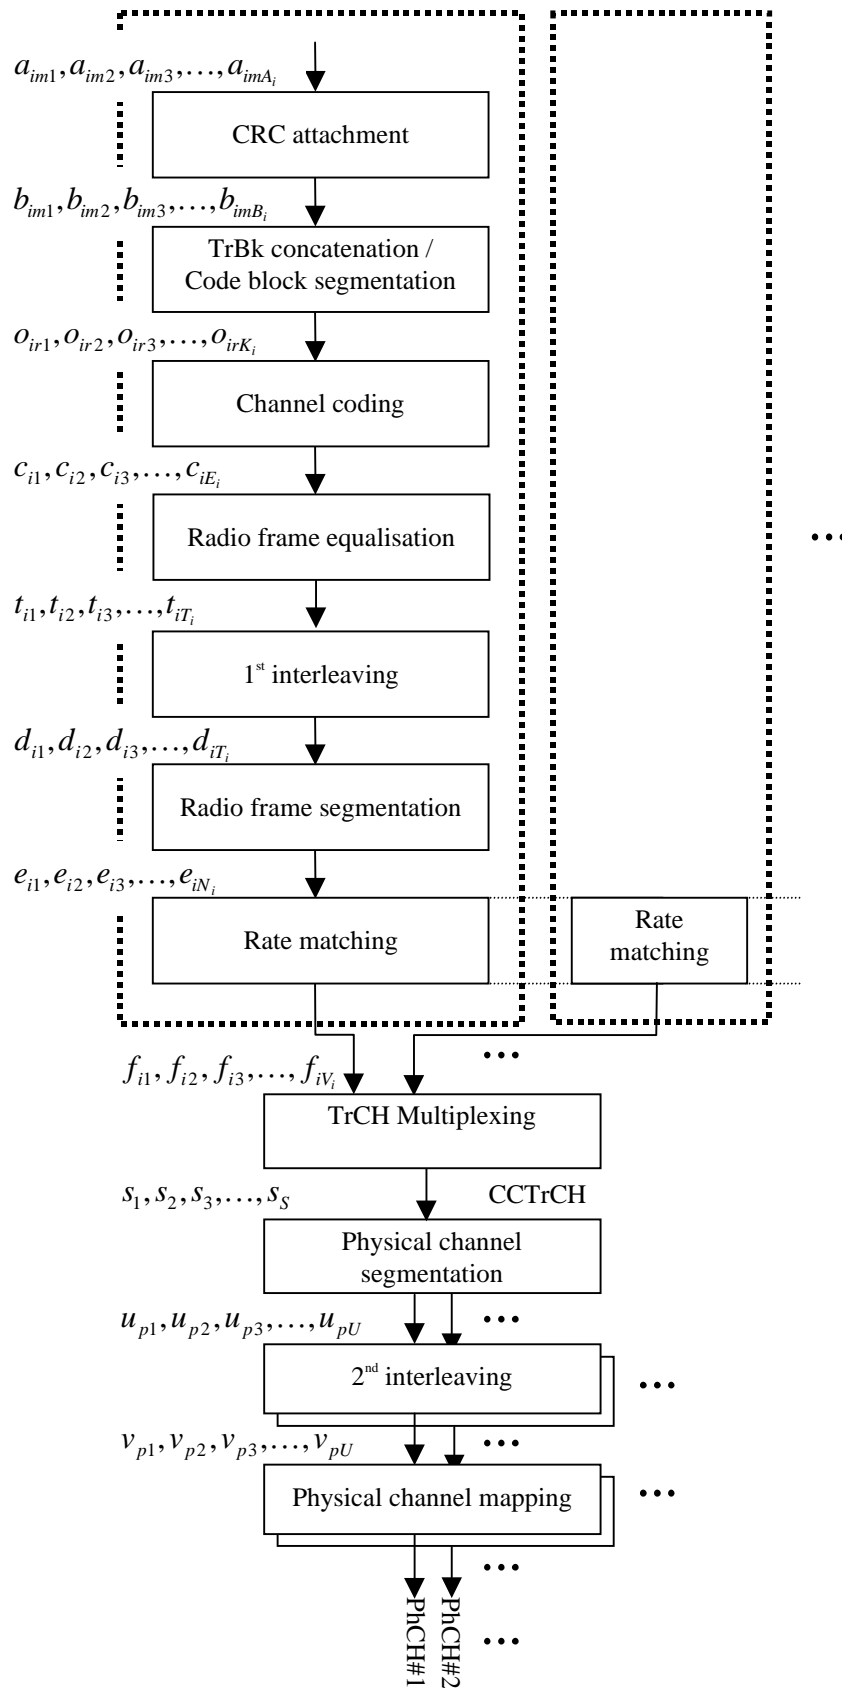 a_{im1}, a_{im2}, a_{im3}, …, a_{imA_i}
CRC attachment
b_{im1}, b_{im2}, b_{im3}, …, b_{imB_i}
TrBk concatenation /
Code block segmentation
o_{ir1}, o_{ir2}, o_{ir3}, …, o_{irK_i}
Channel coding
c_{i1}, c_{i2}, c_{i3}, …, c_{iE_i}
Radio frame equalisation
…
t_{i1}, t_{i2}, t_{i3}, …, t_{iT_i}
1st interleaving
d_{i1}, d_{i2}, d_{i3}, …, d_{iT_i}
Radio frame segmentation
e_{i1}, e_{i2}, e_{i3}, …, e_{iN_i}
Rate matching
Rate
matching
…
f_{i1}, f_{i2}, f_{i3}, …, f_{iV_i}
TrCH Multiplexing
s_1, s_2, s_3, …, s_S
CCTrCH
Physical channel
segmentation
u_{p1}, u_{p2}, u_{p3}, …, u_{pU}
…
2nd interleaving
…
v_{p1}, v_{p2}, v_{p3}, …, v_{pU}
…
Physical channel mapping
…
…
PhCH#1
PhCH#2
…